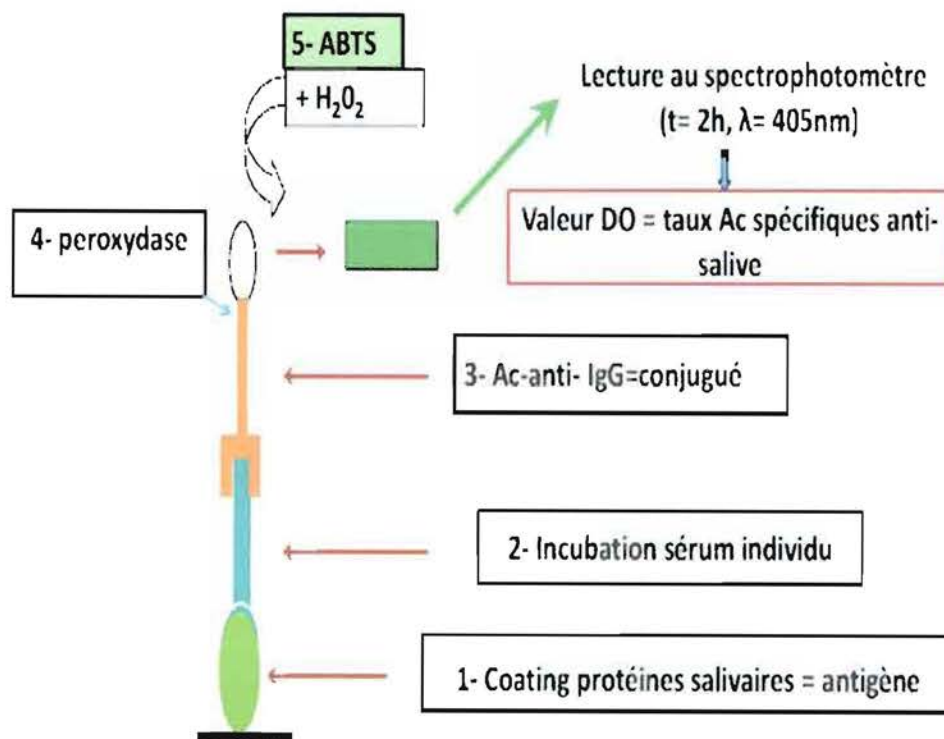 5- ABTS
+ H₂O₂
Lecture au spectrophotomètre
(t= 2h, λ= 405nm)
4- peroxydase
Valeur DO = taux Ac spécifiques anti-
salive
3- Ac-anti- IgG=conjugué
2- Incubation sérum individu
1- Coating protéines salivaires = antigène